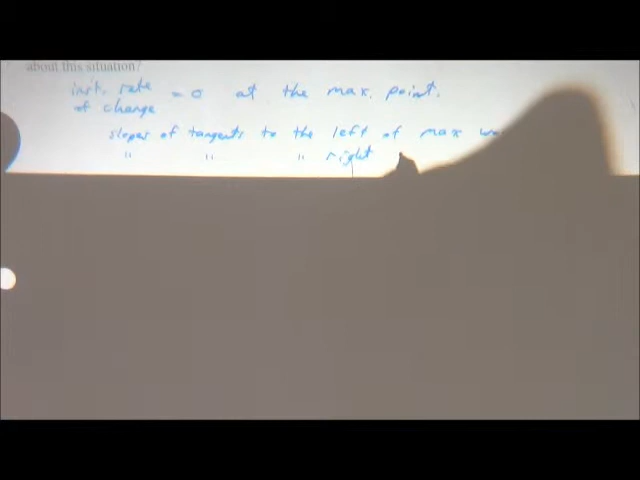 about this situation?
inst. rate = 0 at the max. point.
of change
slopes of tangents to the left of max
" " " right